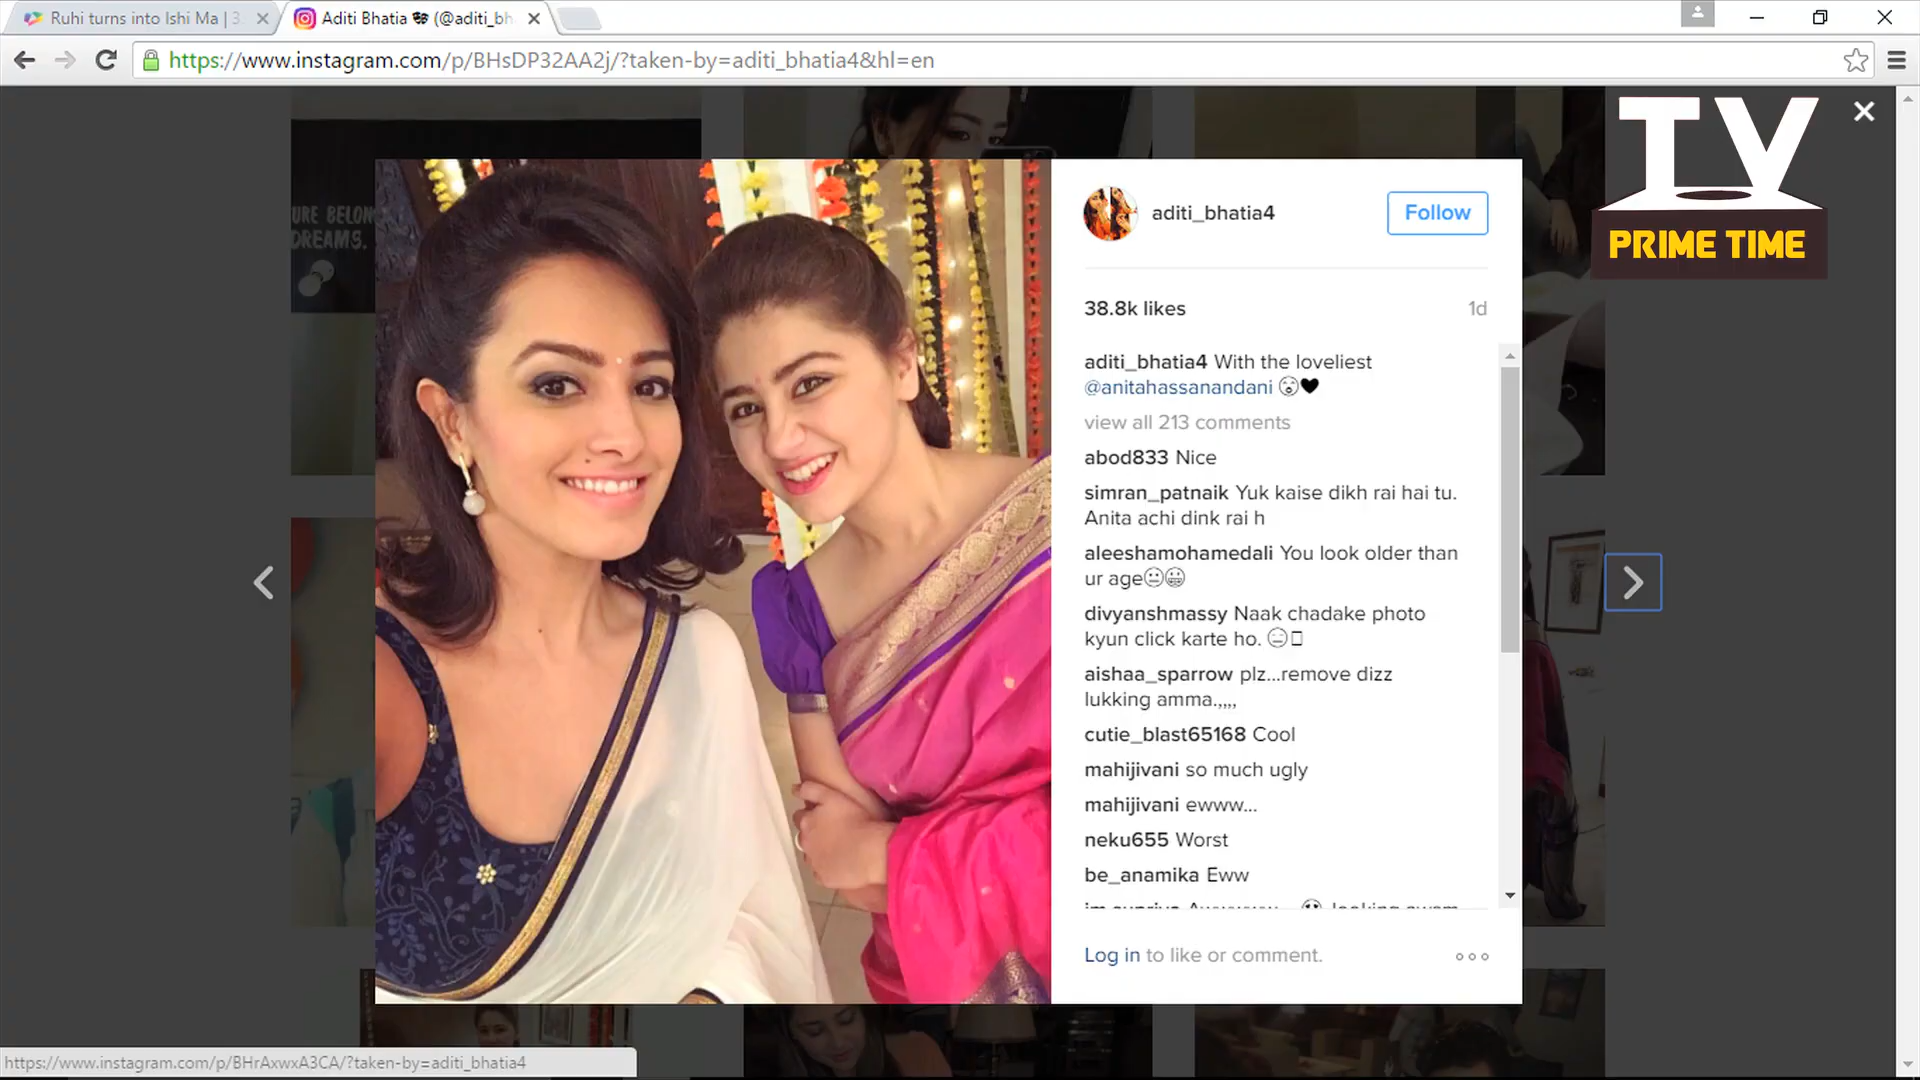 Ruhi turns into Ishi Ma | 3
Aditi Bhatia (@aditi_bh
https://www.instagram.com/p/BHsDP32AA2j/?taken-by=aditi_bhatia4&hl=en
TV
PRIME TIME
URE BELON
DREAMS.
aditi_bhatia4
Follow
38.8k likes
1d
aditi_bhatia4 With the loveliest
@anitahassanandani 😮🖤
view all 213 comments
abod833 Nice
simran_patnaik Yuk kaise dikh rai hai tu.
Anita achi dink rai h
aleeshamohamedali You look older than
ur age😐😀
divyanshmassy Naak chadake photo
kyun click karte ho. 😑
aishaa_sparrow plz...remove dizz
lukking amma.,,,,
cutie_blast65168 Cool
mahijivani so much ugly
mahijivani ewww...
neku655 Worst
be_anamika Eww
Log in to like or comment.
https://www.instagram.com/p/BHrAxwxA3CA/?taken-by=aditi_bhatia4